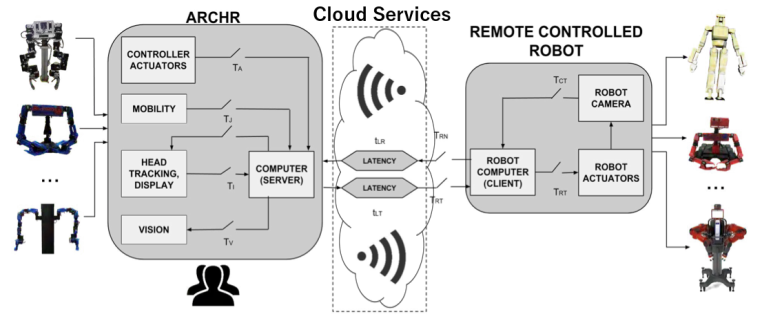 Cloud Services
ARCHR
REMOTE CONTROLLED
ROBOT
CONTROLLER
ACTUATORS
TA
MOBILITY
TJ
HEAD
TRACKING,
DISPLAY
TI
COMPUTER
(SERVER)
VISION
TV
tLR
LATENCY
TRN
LATENCY
TRT
tLT
TCT
ROBOT
CAMERA
ROBOT
COMPUTER
(CLIENT)
TRT
ROBOT
ACTUATORS
...
...